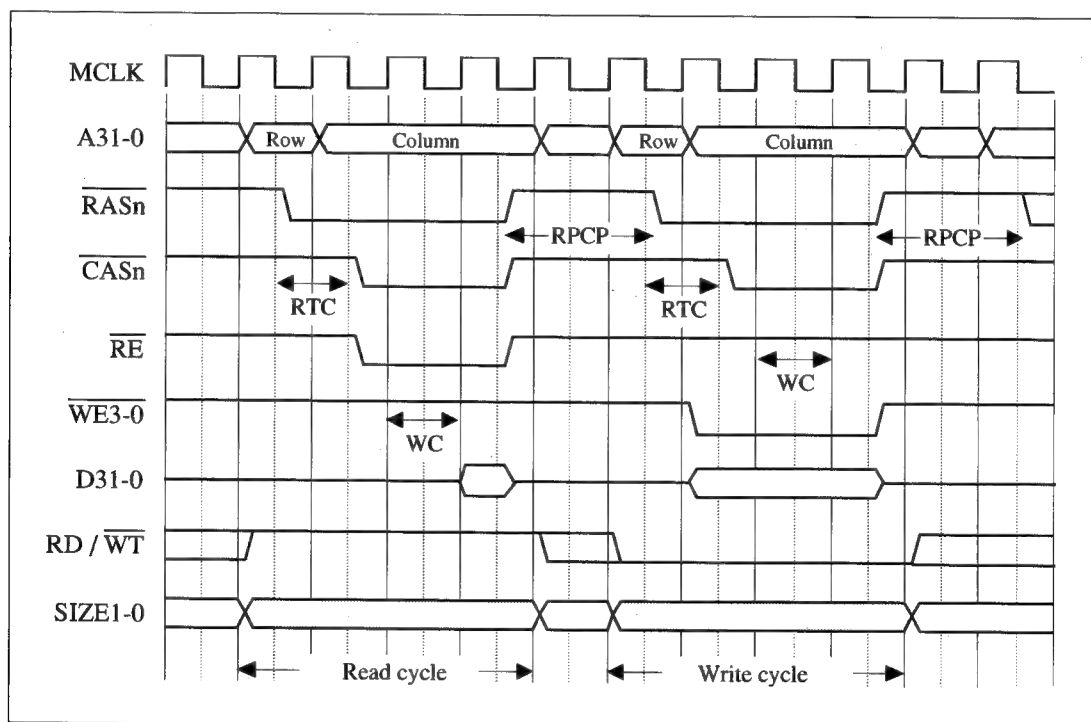 MCLK
A31-0 Row Column Row Column
RASn
RPCP RPCP
CASn
RTC RTC
RE
WC
WE3-0
WC
D31-0
RD / WT
SIZE1-0
Read cycle Write cycle